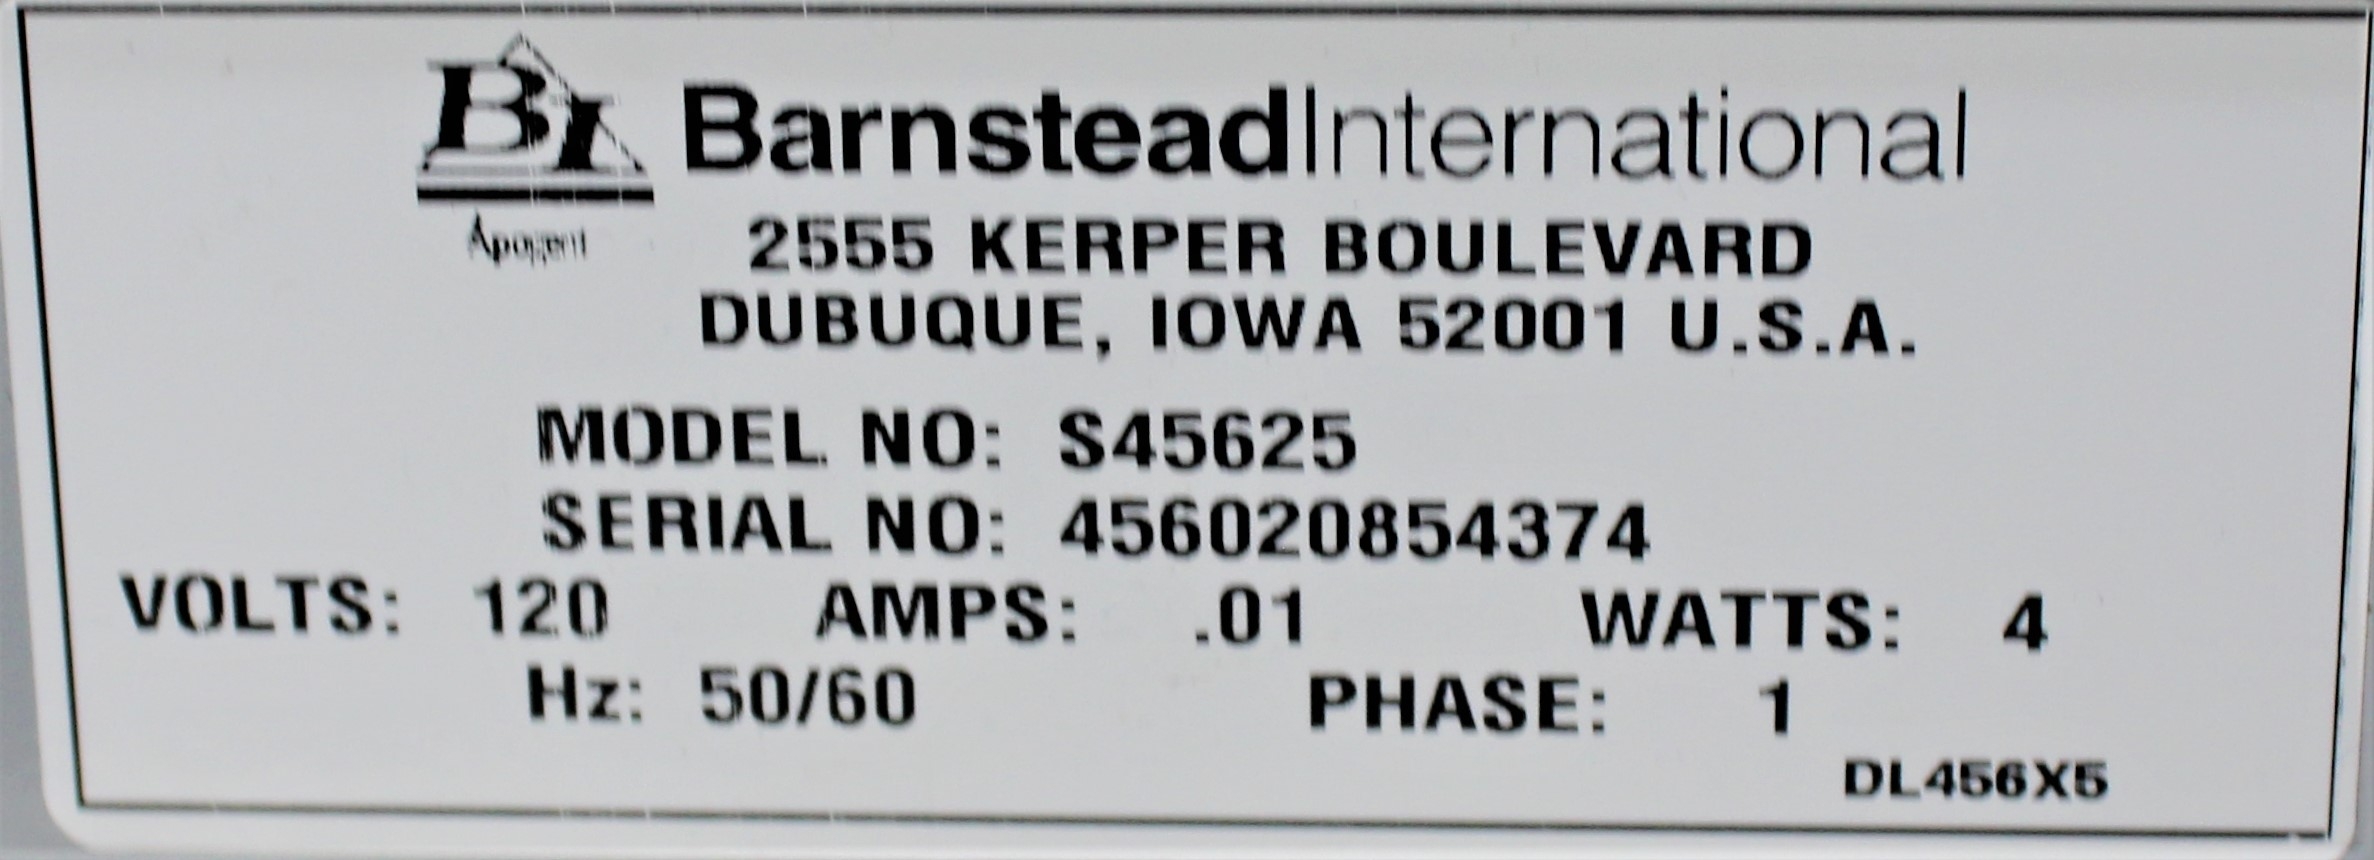 BI BarnsteadInternational
Apogent
2555 KERPER BOULEVARD
DUBUQUE, IOWA 52001 U.S.A.
MODEL NO: S45625
SERIAL NO: 456020854374
VOLTS: 120 AMPS: .01 WATTS: 4
Hz: 50/60 PHASE: 1
DL456X5